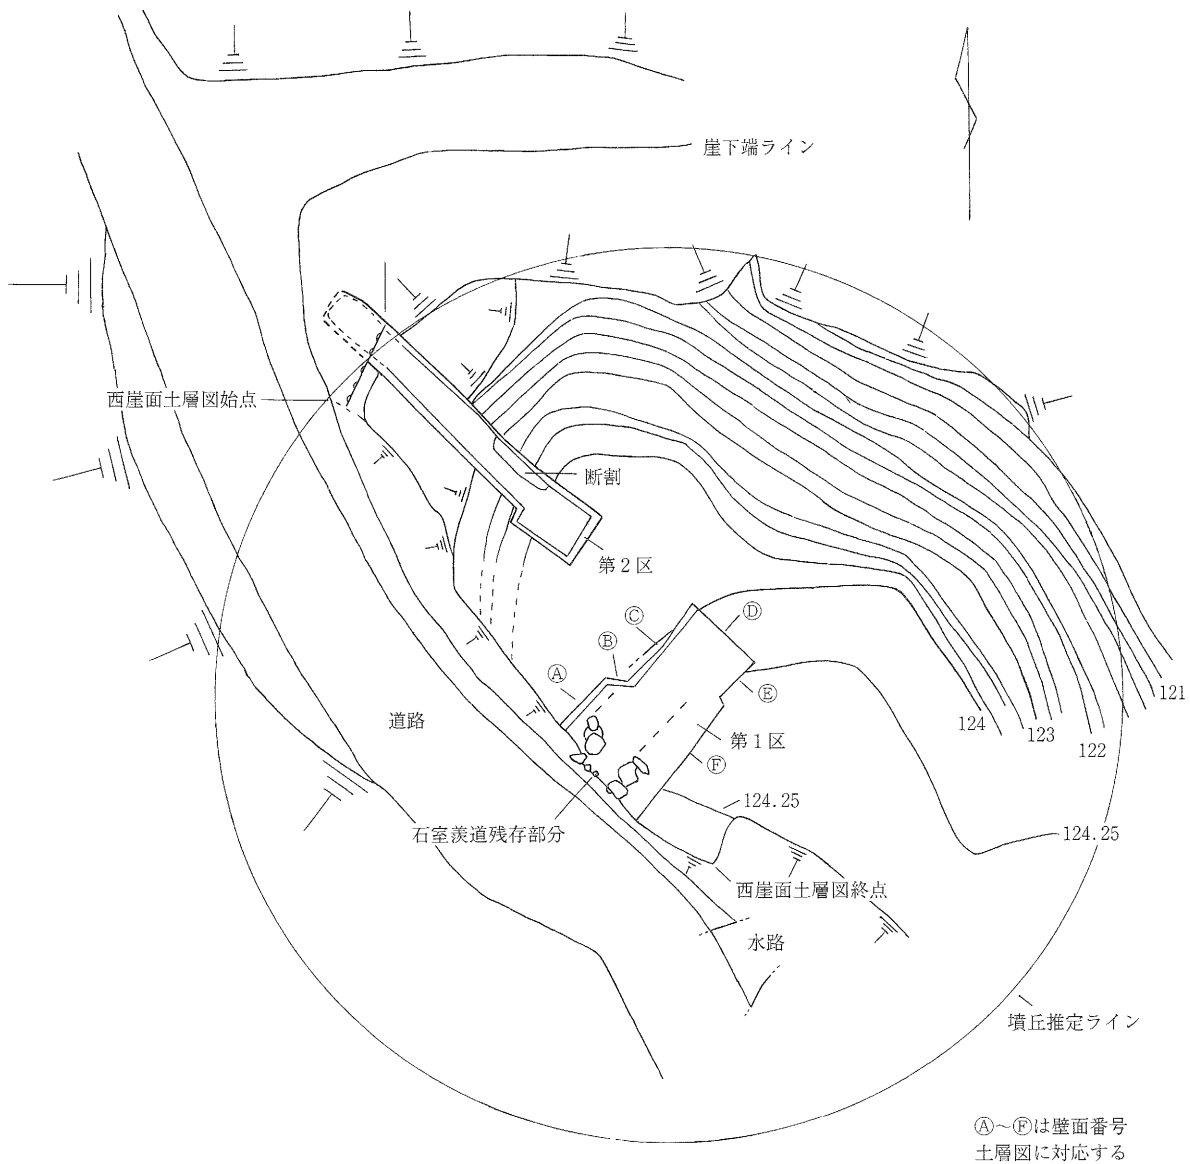 崖下端ライン
西崖面土層図始点
断割
第2区
Ⓒ
Ⓓ
Ⓑ
Ⓐ
Ⓔ
121
124
123
122
道路
第1区
Ⓕ
124.25
石室羨道残存部分
124.25
西崖面土層図終点
水路
墳丘推定ライン
Ⓐ~Ⓕは壁面番号
土層図に対応する